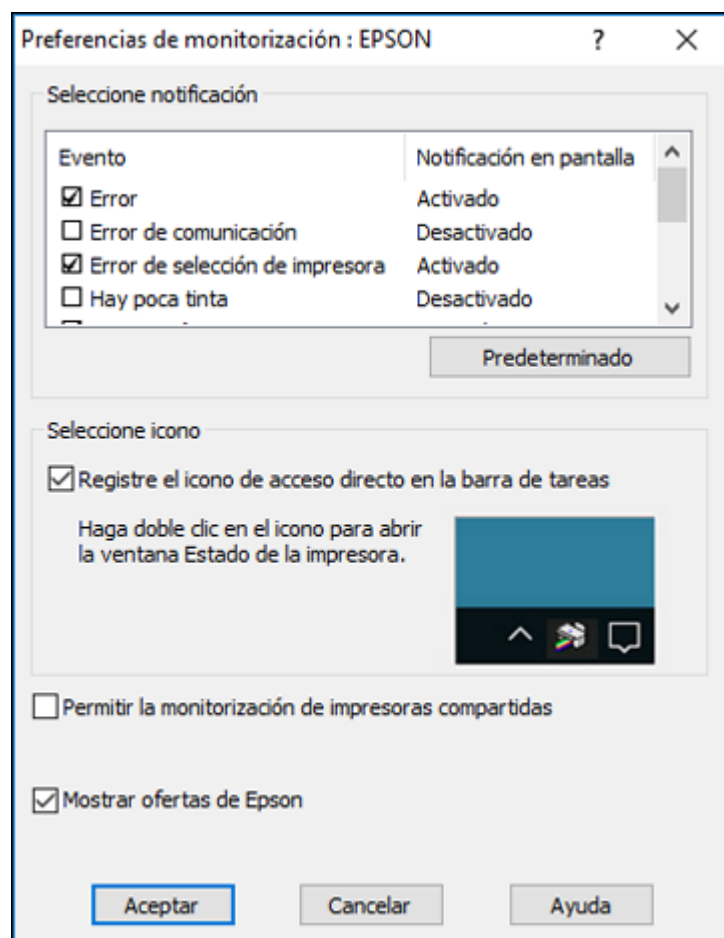 Preferencias de monitorización : EPSON ? ×
Seleccione notificación
Evento Notificación en pantalla
Error Activado
Error de comunicación Desactivado
Error de selección de impresora Activado
Hay poca tinta Desactivado
Predeterminado
Seleccione icono
Registre el icono de acceso directo en la barra de tareas
Haga doble clic en el icono para abrir
la ventana Estado de la impresora.
Permitir la monitorización de impresoras compartidas
Mostrar ofertas de Epson
Aceptar Cancelar Ayuda